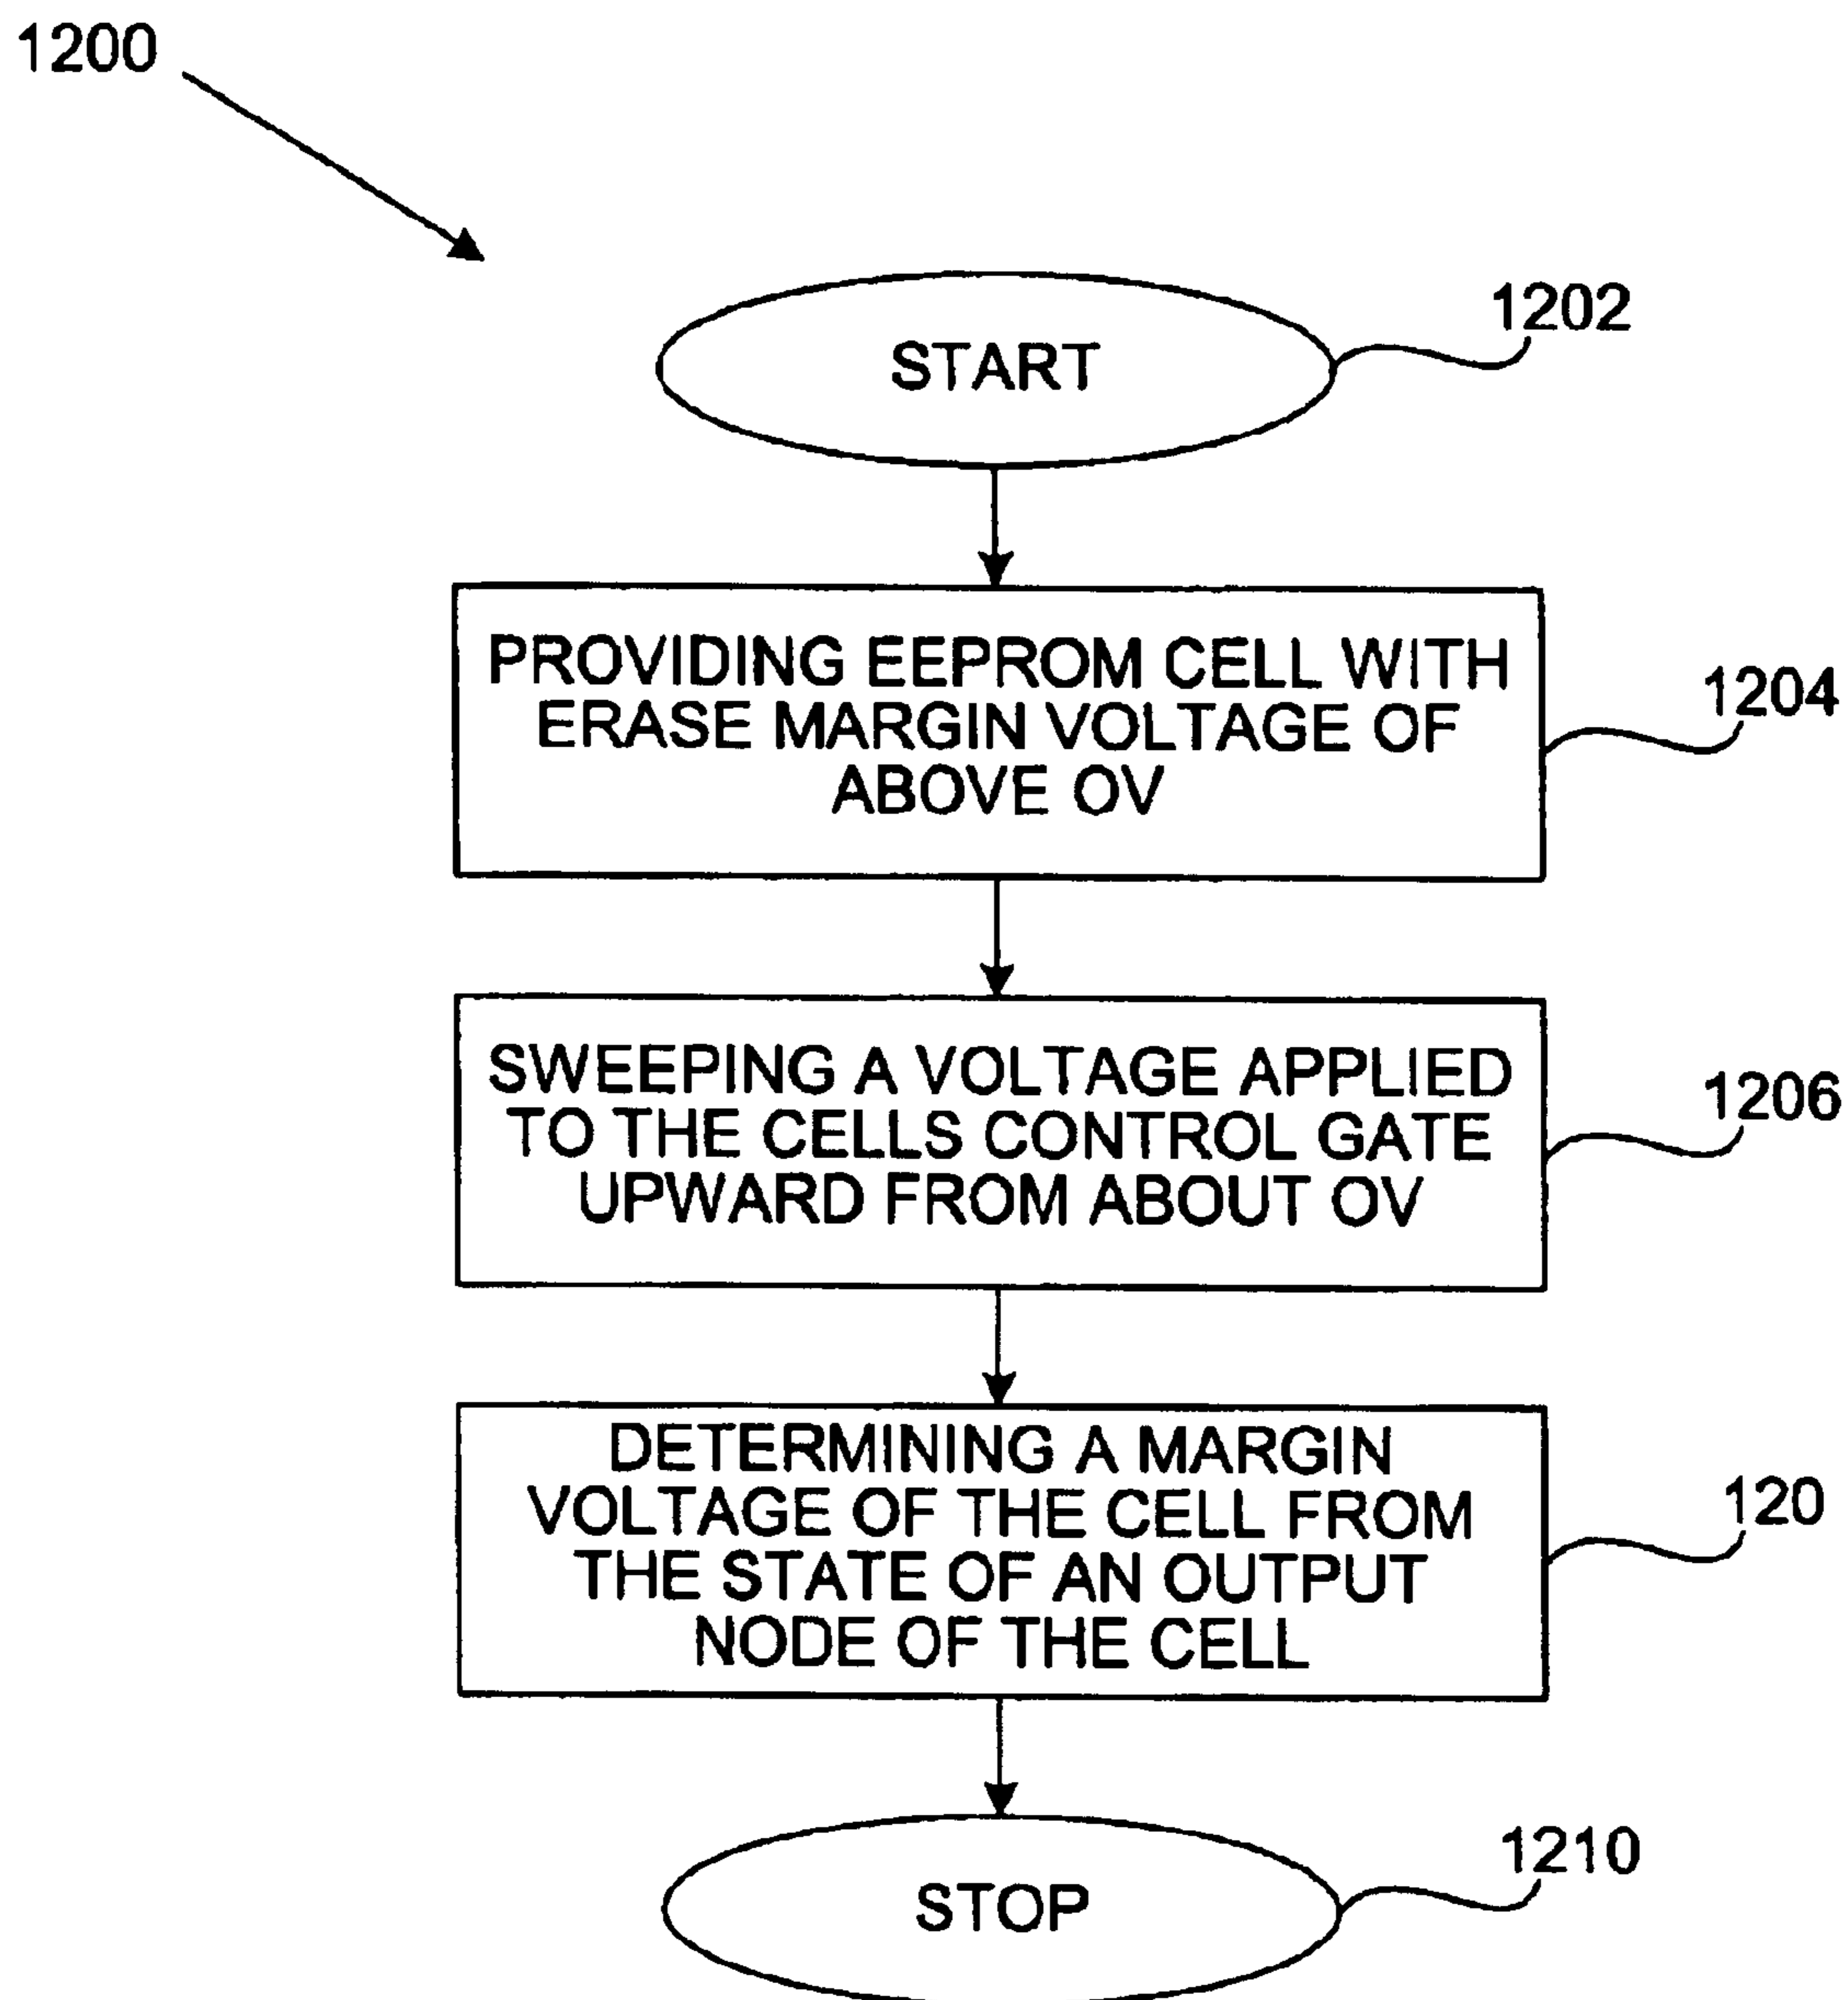 1200
START
1202
PROVIDING EEPROM CELL WITH
ERASE MARGIN VOLTAGE OF
ABOVE OV
1204
SWEEPING A VOLTAGE APPLIED
TO THE CELLS CONTROL GATE
UPWARD FROM ABOUT OV
1206
DETERMINING A MARGIN
VOLTAGE OF THE CELL FROM
THE STATE OF AN OUTPUT
NODE OF THE CELL
120
STOP
1210